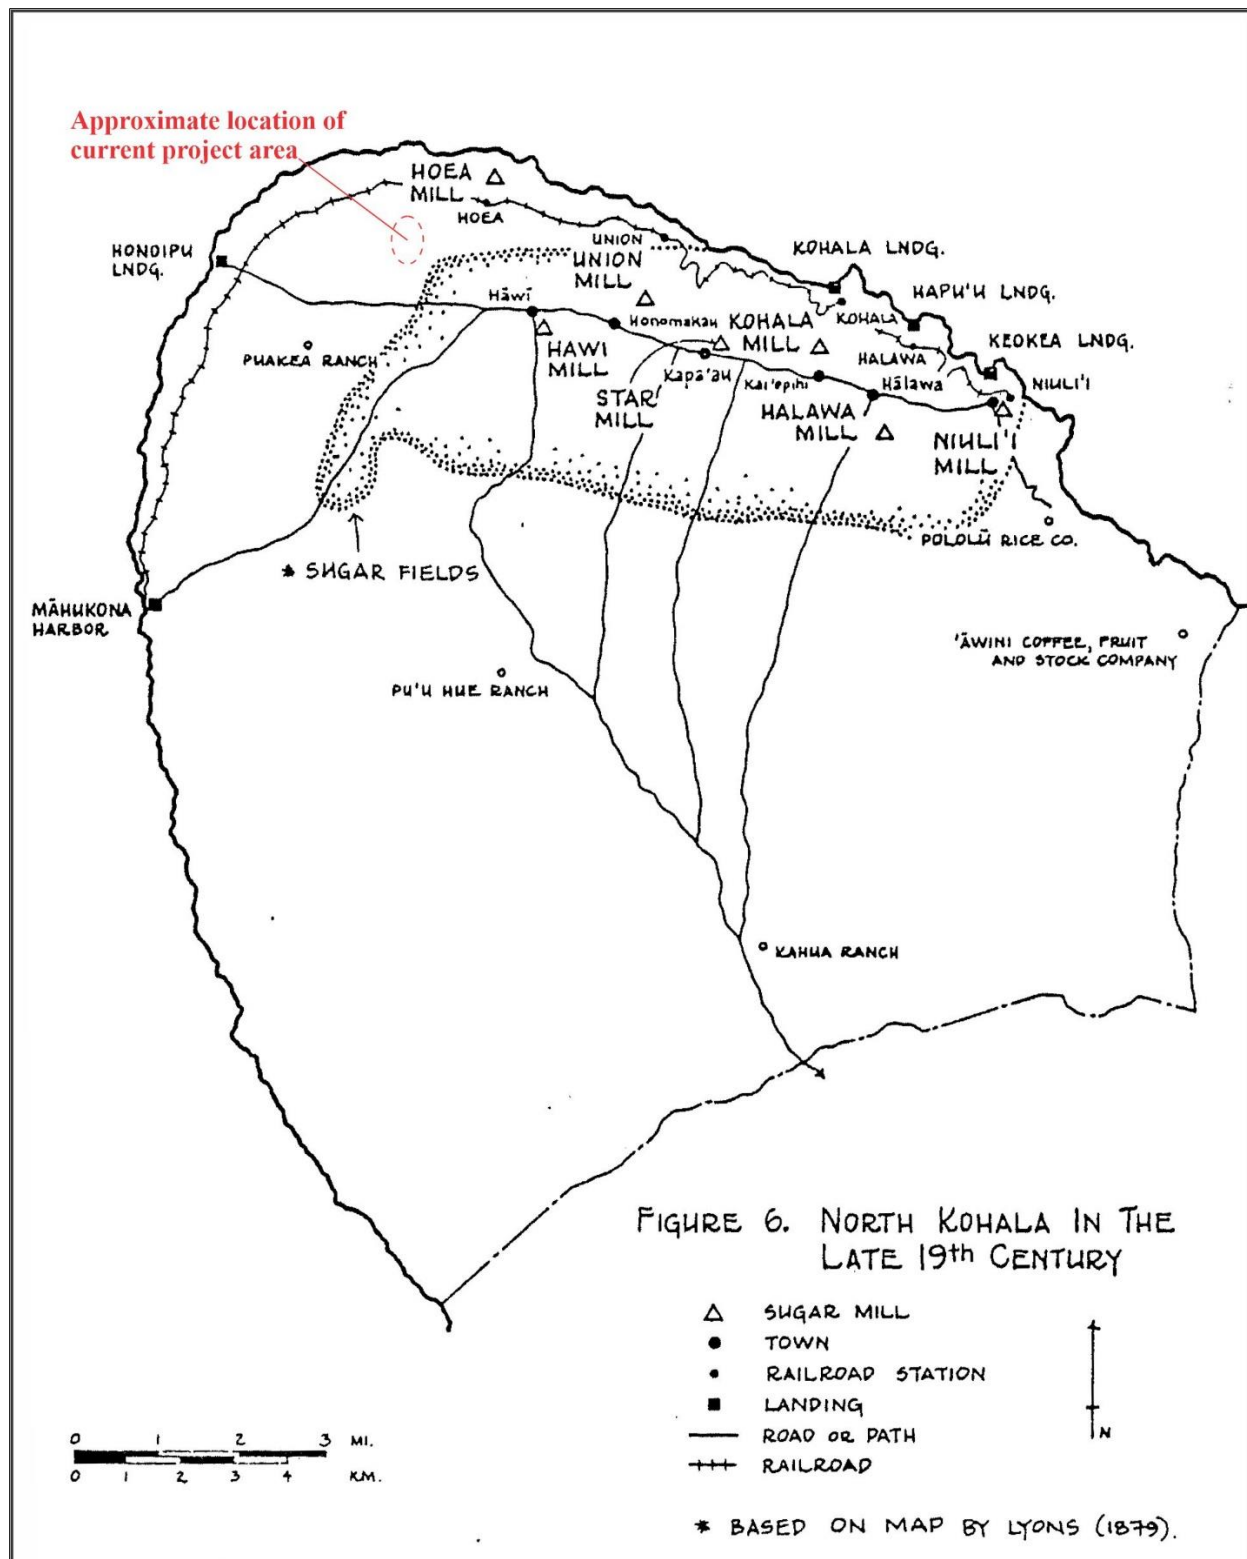 Approximate location of
current project area
HOEA
MILL
HOEA
HONOIPU
LNDG.
UNION
UNION
MILL
KOHALA LNDG.
HAPU'U LNDG.
KOHALA
KEOKEA LNDG.
HALAWA
NIULI'I
Hāwī
Honomakau
KOHALA
MILL
PUAKEA RANCH
HAWI
MILL
Kapā'au
STAR
MILL
Kai'epihi
Hālawa
HALAWA
MILL
NIULI'I
MILL
POLOLŪ RICE CO.
* SUGAR FIELDS
MĀHUKONA
HARBOR
'ĀWINI COFFEE, FRUIT
AND STOCK COMPANY
PU'U HUE RANCH
KAHUA RANCH
FIGURE 6. NORTH KOHALA IN THE
LATE 19th CENTURY
SUGAR MILL
TOWN
RAILROAD STATION
LANDING
ROAD OR PATH
RAILROAD
N
0 1 2 3 MI.
0 1 2 3 4 KM.
* BASED ON MAP BY LYONS (1879).